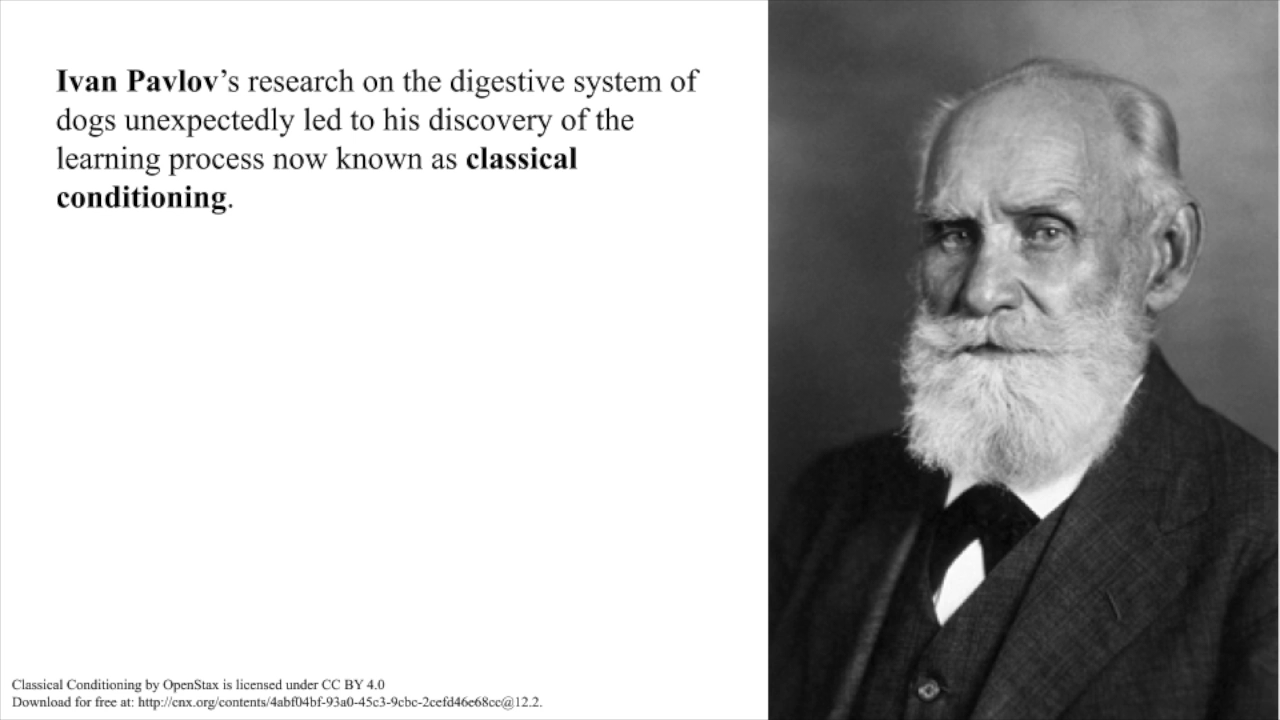 Ivan Pavlov’s research on the digestive system of
dogs unexpectedly led to his discovery of the
learning process now known as classical
conditioning.
Classical Conditioning by OpenStax is licensed under CC BY 4.0
Download for free at: http://cnx.org/contents/4abf04bf-93a0-45c3-9cbc-2cefd46e68cc@12.2.